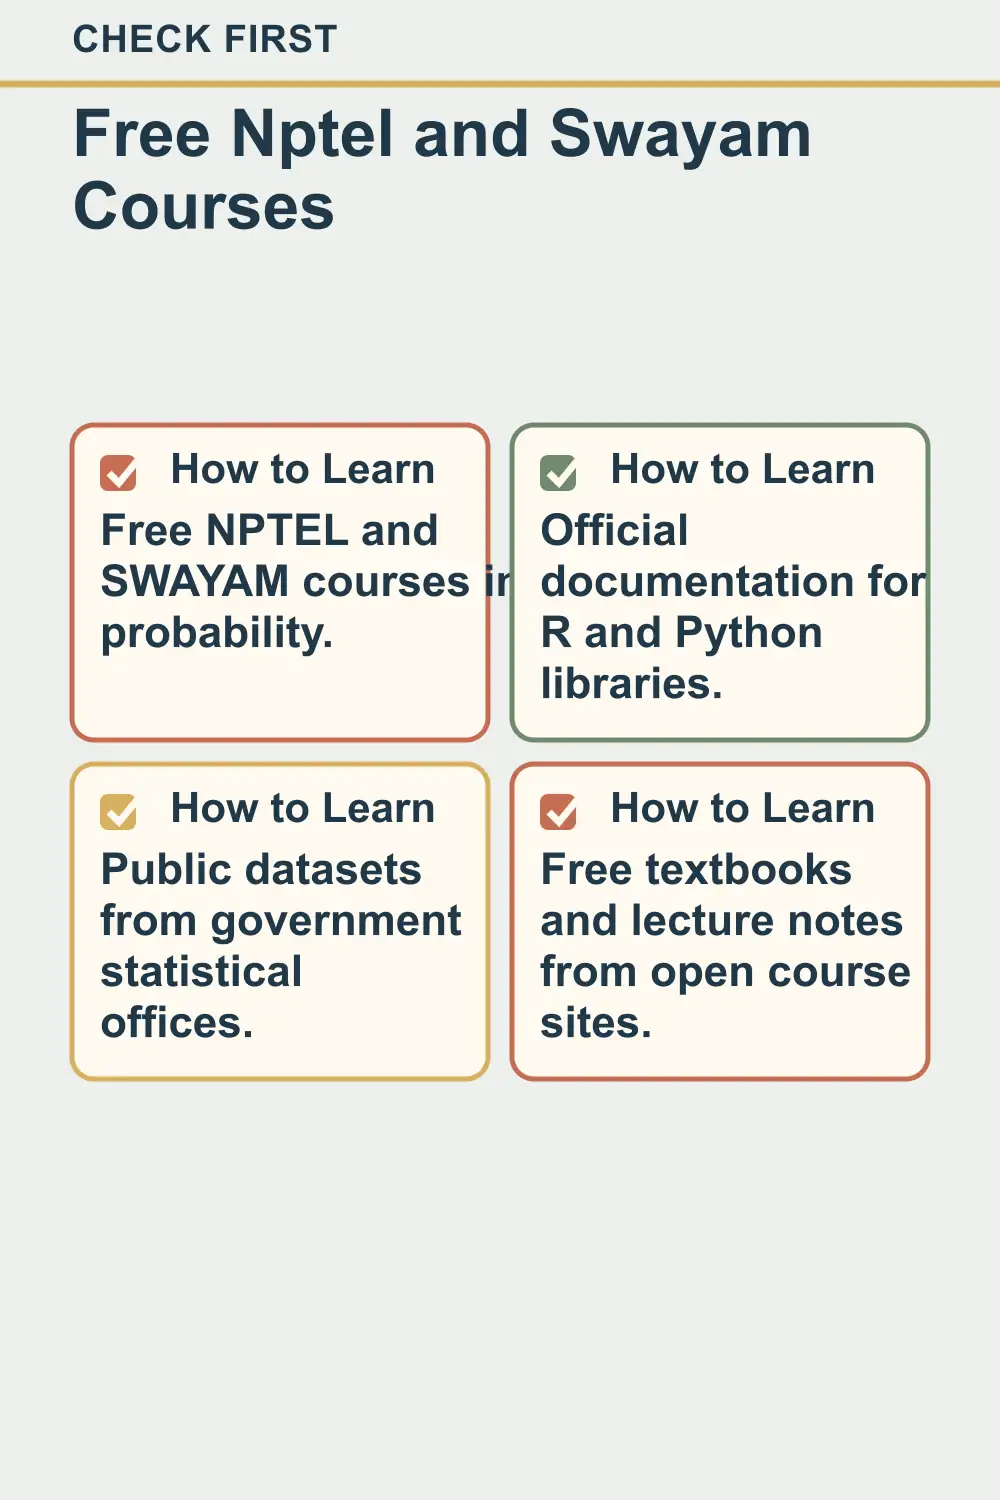 CHECK FIRST
Free Nptel and Swayam
Courses
How to Learn
Free NPTEL and
SWAYAM courses in
probability.
How to Learn
Official
documentation for
R and Python
libraries.
How to Learn
Public datasets
from government
statistical
offices.
How to Learn
Free textbooks
and lecture notes
from open course
sites.